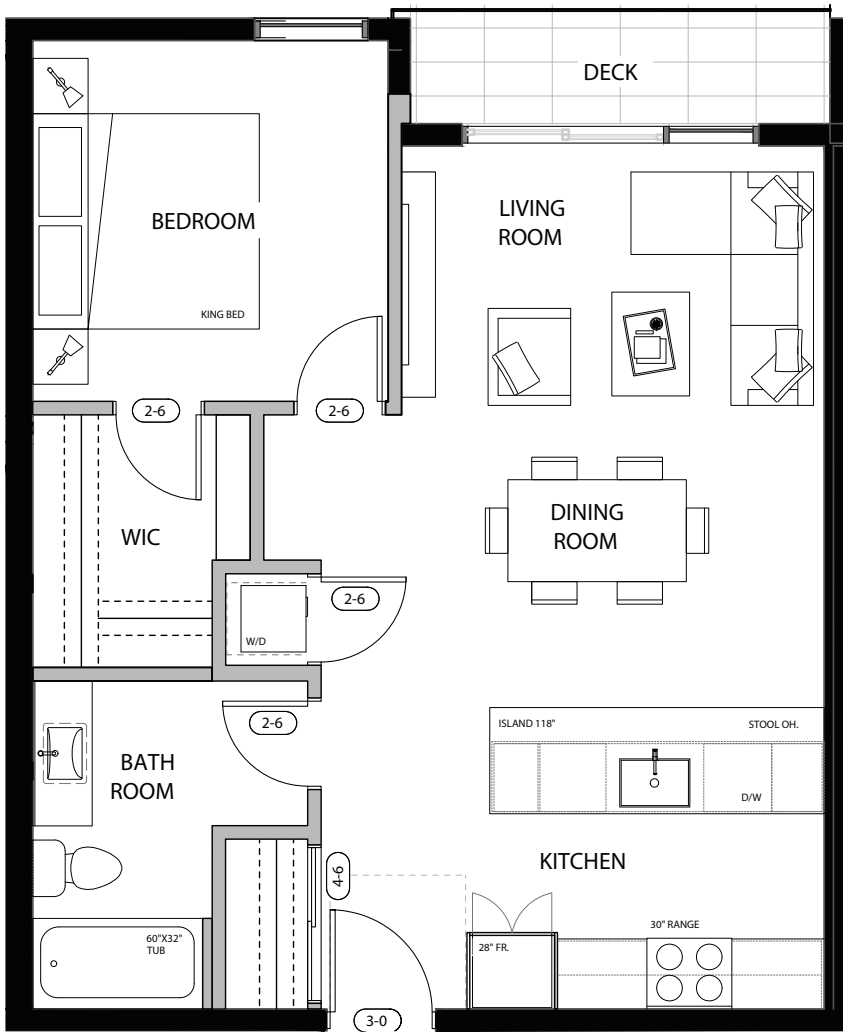 DECK
LIVING
ROOM
BEDROOM
KING BED
2-6
2-6
DINING
ROOM
WIC
2-6
W/D
2-6
ISLAND 118"
STOOL OH.
BATH
ROOM
D/W
KITCHEN
4-6
30" RANGE
60"X32"
TUB
28" FR.
3-0